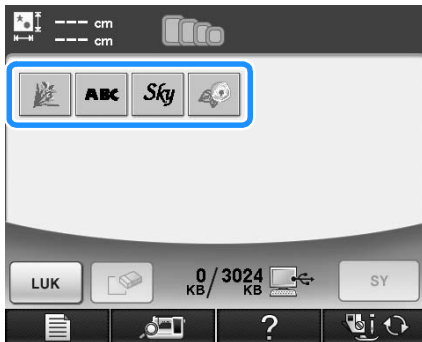 --- cm
--- cm
ABC Sky
LUK
0/3024
KB KB
SY
?